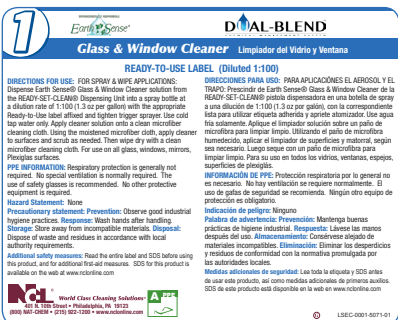 1
Earth Sense®
DUAL-BLEND
Glass & Window Cleaner Limpiador del Vidrio y Ventana
READY-TO-USE LABEL (Diluted 1:100)
DIRECTIONS FOR USE: FOR SPRAY & WIPE APPLICATIONS:
Dispense Earth Sense® Glass & Window Cleaner solution from
the READY-SET-CLEAN® Dispensing Unit into a spray bottle at
a dilution rate of 1:100 (1.3 oz per gallon) with the appropriate
Ready-to-Use label affixed and tighten trigger sprayer. Use cold
tap water only. Apply cleaner solution onto a clean microfiber
cleaning cloth. Using the moistened microfiber cloth, apply cleaner
to surfaces and scrub as needed. Then wipe dry with a clean
microfiber cleaning cloth. For use on all glass, windows, mirrors,
Plexiglas surfaces.
PPE INFORMATION: Respiratory protection is generally not
required. No special ventilation is normally required. The
use of safety glasses is recommended. No other protective
equipment is required.
Hazard Statement: None
Precautionary statement: Prevention: Observe good industrial
hygiene practices. Response: Wash hands after handling.
Storage: Store away from incompatible materials. Disposal:
Dispose of waste and residues in accordance with local
authority requirements.
Additional safety measures: Read the entire label and SDS before using
this product, and for additional first-aid measures. SDS for this product is
available on the web at www.nclonline.com
DIRECCIONES PARA USO: PARA APLICACIÓNES EL AEROSOL Y EL
TRAPO: Prescindir de Earth Sense® Glass & Window Cleaner de la
READY-SET-CLEAN® pistola dispensadora en una botella de spray
a una dilución de 1:100 (1.3 oz por galón), con la correspondiente
lista para utilizar etiqueta adherida y apriete atomizador. Use agua
fría solamente. Aplique el limpiador solución sobre un paño de
microfibra para limpiar limpio. Utilizando el paño de microfibra
humedecido, aplicar el limpiador de superficies y matorral, según
sea necesario. Luego seque con un paño de microfibra para limpiar
limpio. Para su uso en todos los vidrios, ventanas, espejos,
superficies de plexiglás.
INFORMACIÓN DE PPE: Protección respiratoria por lo general no
es necesario. No hay ventilación se requiere normalmente. El
uso de gafas de seguridad se recomienda. Ningún otro equipo de
protección es obligatorio.
Indicación de peligro: Ninguno
Palabra de advertencia: Prevención: Mantenga buenas
prácticas de higiene industrial. Respuesta: Lávese las manos
después del uso. Almacenamiento: Consérvese alejado de
materiales incompatibles. Eliminación: Eliminar los desperdicios
y residuos de conformidad con la normativa promulgada por
las autoridades locales.
Medidas adicionales de seguridad: Lea toda la etiqueta y SDS antes
de usar este producto, así como medidas adicionales de primeros auxilios.
SDS de este producto está disponible en la web en www.nclonline.com
NCL® World Class Cleaning Solutions®
401 N. 10th Street • Philadelphia, PA 19123
(800) NAT-CHEM • (215) 922-1200 • www.nclonline.com
A PPE
LSEC-0001-5071-01